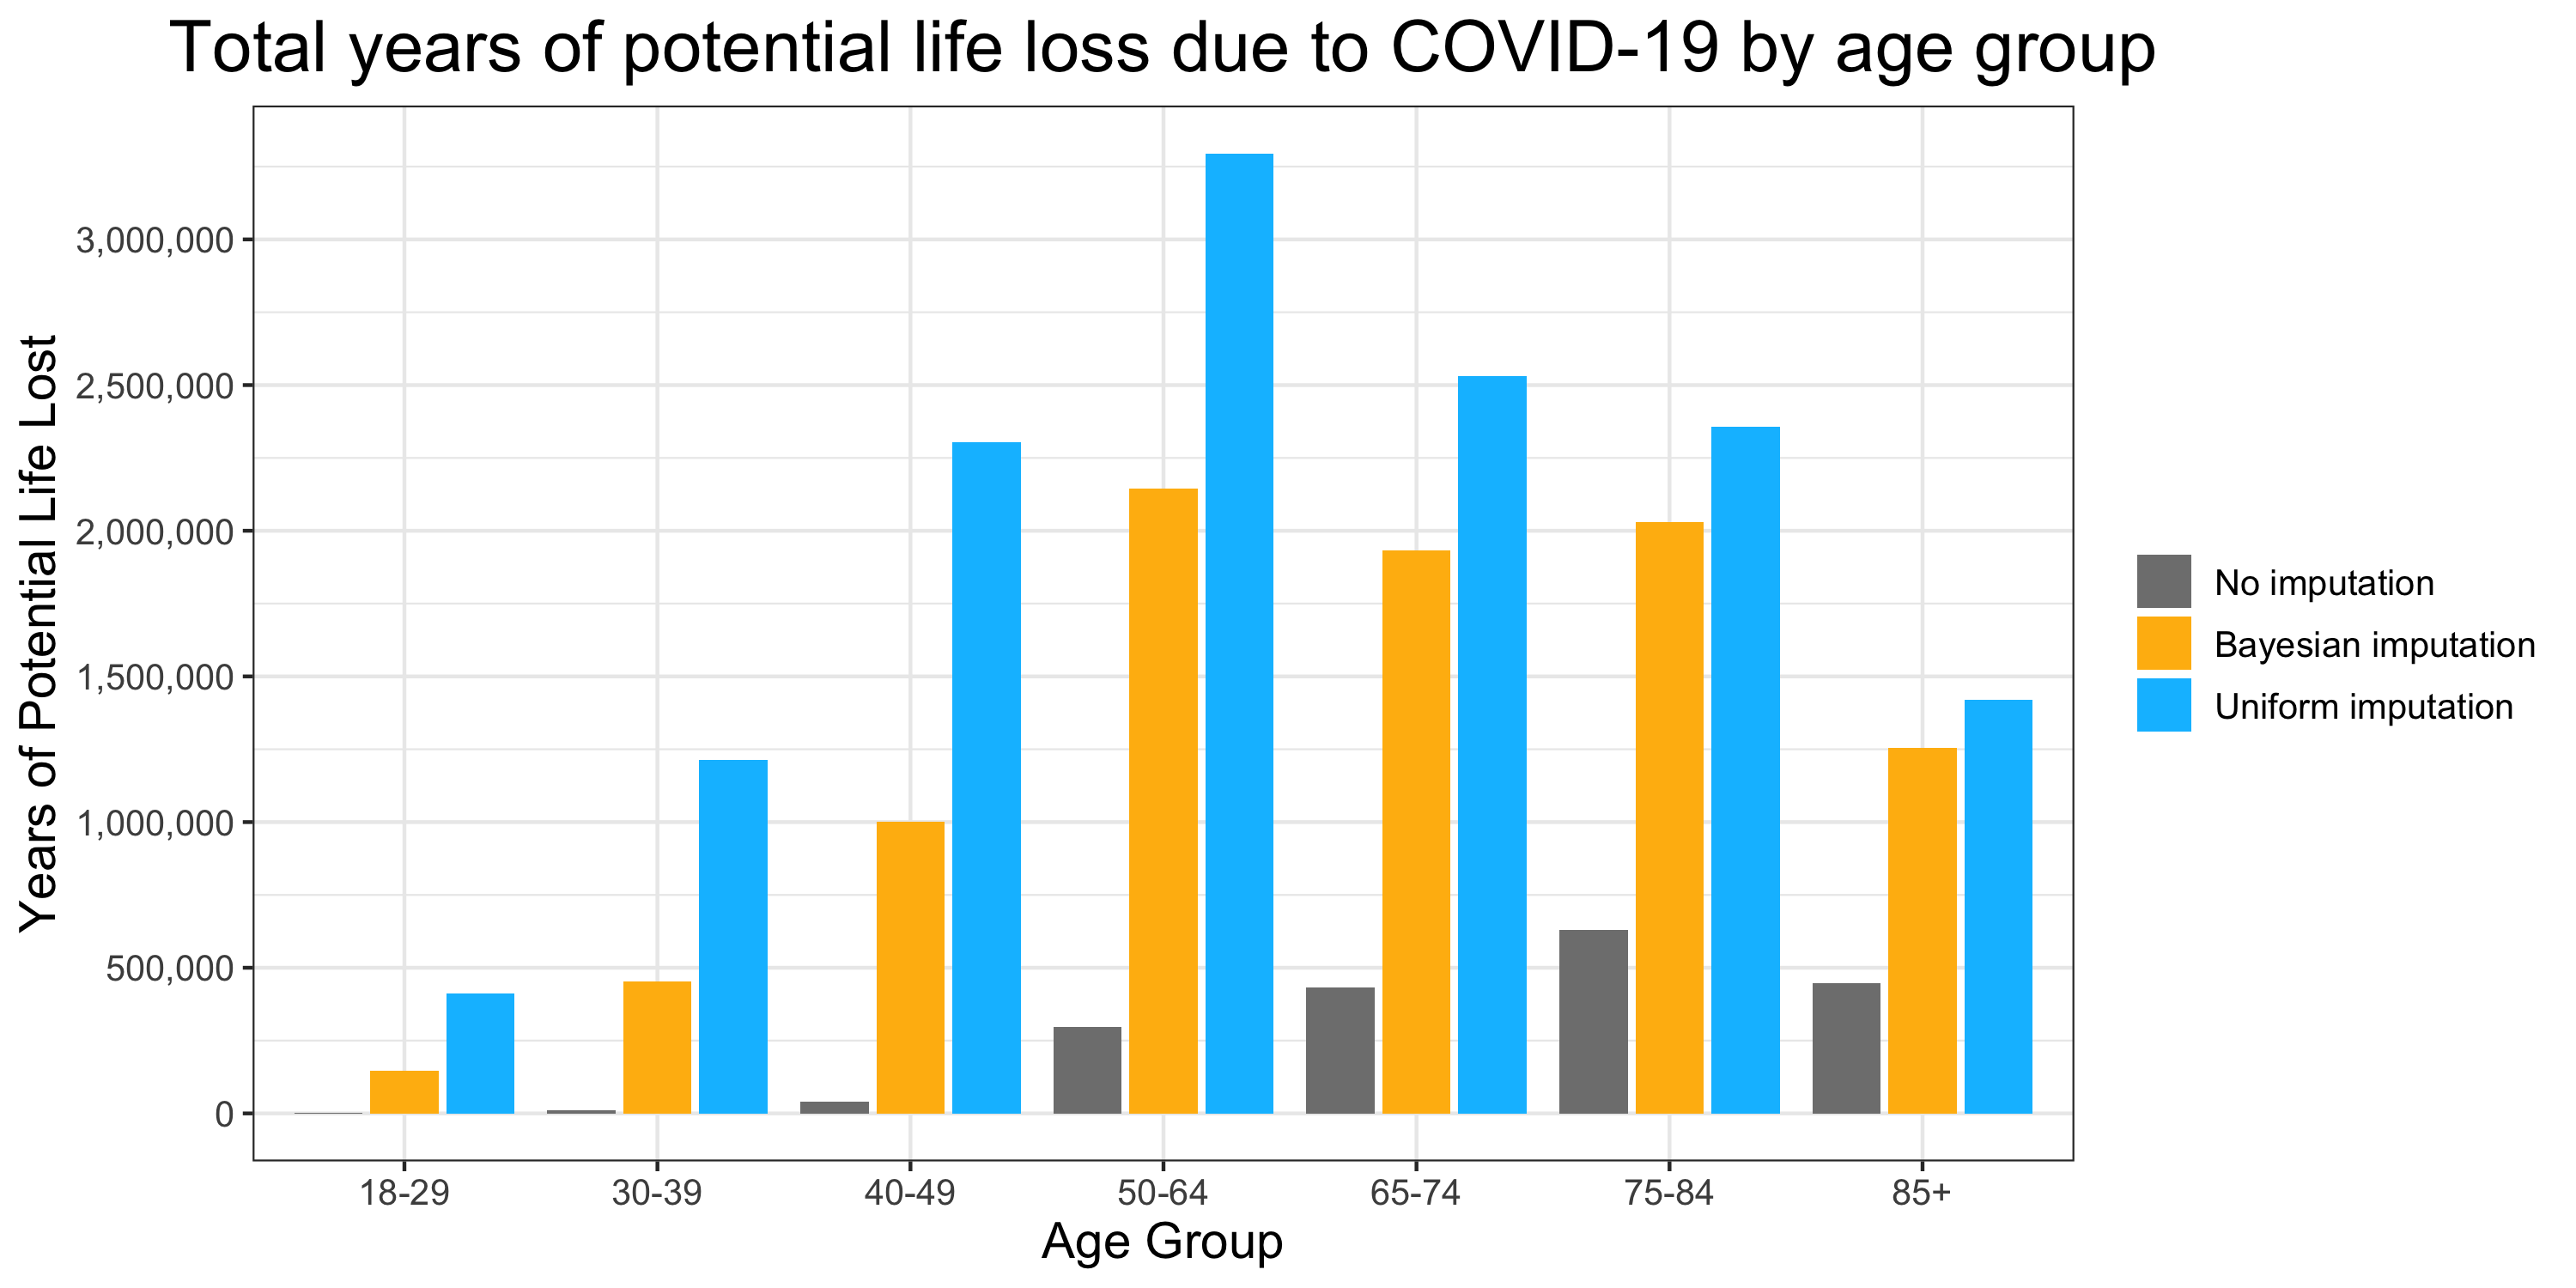 Total years of potential life loss due to COVID-19 by age group
Years of Potential Life Lost
3,000,000
2,500,000
2,000,000
1,500,000
1,000,000
500,000
0
18-29
30-39
40-49
50-64
65-74
75-84
85+
Age Group
No imputation
Bayesian imputation
Uniform imputation